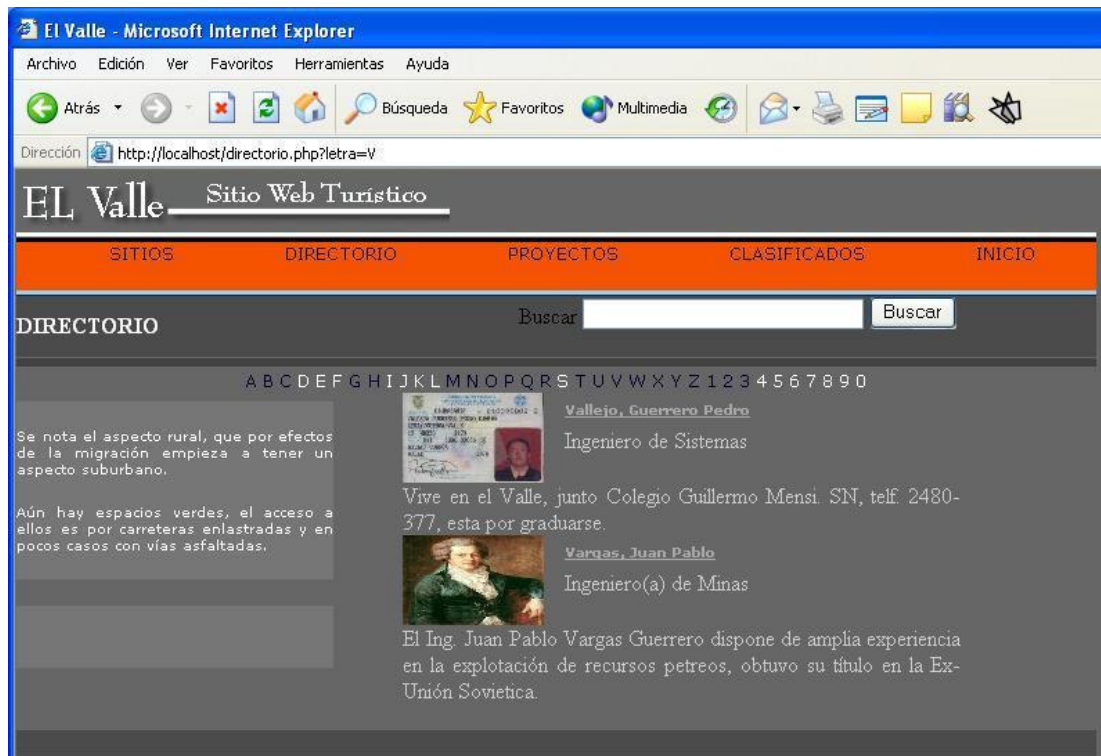 El Valle - Microsoft Internet Explorer
Archivo Edición Ver Favoritos Herramientas Ayuda
Atrás Búsqueda Favoritos Multimedia
Dirección http://localhost/directorio.php?letra=V
EL Valle Sitio Web Turístico
SITIOS DIRECTORIO PROYECTOS CLASIFICADOS INICIO
DIRECTORIO Buscar Buscar
A B C D E F G H I J K L M N O P Q R S T U V W X Y Z 1 2 3 4 5 6 7 8 9 0
Se nota el aspecto rural, que por efectos
de la migración empieza a tener un
aspecto suburbano.
Aún hay espacios verdes, el acceso a
ellos es por carreteras enlastradas y en
pocos casos con vías asfaltadas.
Vallejo, Guerrero Pedro
Ingeniero de Sistemas
Vive en el Valle, junto Colegio Guillermo Mensi. SN, telf. 2480-
377, esta por graduarse.
Vargas, Juan Pablo
Ingeniero(a) de Minas
El Ing. Juan Pablo Vargas Guerrero dispone de amplia experiencia
en la explotación de recursos petreos, obtuvo su título en la Ex-
Unión Sovietica.